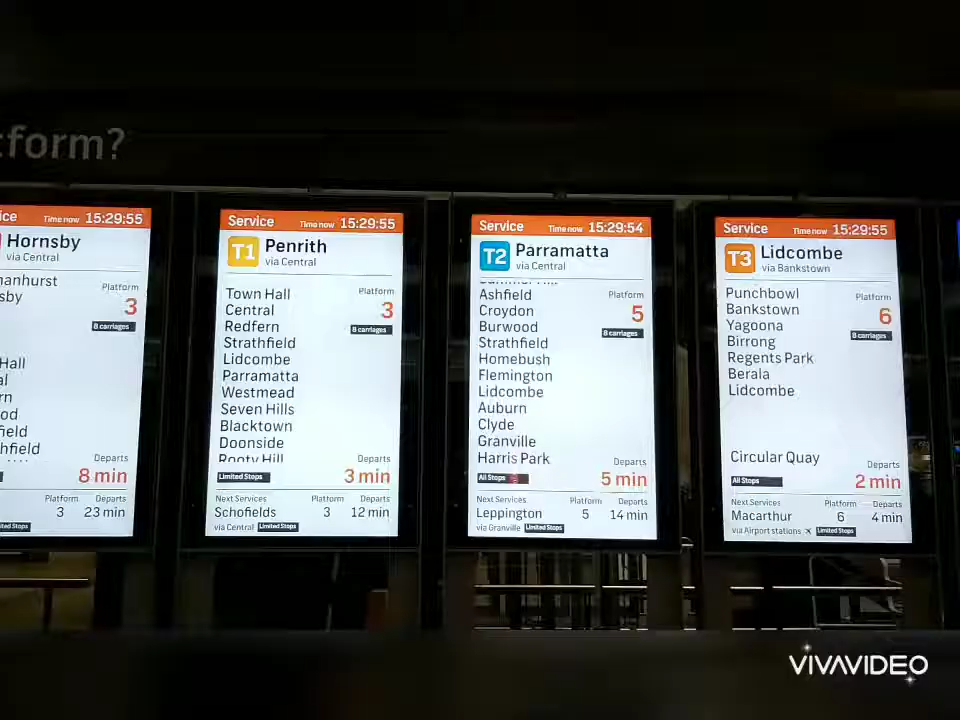 tform?
ice Time now 15:29:55
Hornsby
via Central
manhurst
sby
Platform
3
8 carriages
Hall
al
rn
od
field
hfield
Departs
8 min
Platform Departs
3 23 min
ited Stops
Service Time now 15:29:55
T1 Penrith
via Central
Town Hall
Central
Redfern
Strathfield
Lidcombe
Parramatta
Westmead
Seven Hills
Blacktown
Doonside
Rooty Hill
Platform
3
8 carriages
Limited Stops
Departs
3 min
Next Services Platform Departs
Schofields 3 12 min
via Central Limited Stops
Service Time now 15:29:54
T2 Parramatta
via Central
Summer Hill
Ashfield
Croydon
Burwood
Strathfield
Homebush
Flemington
Lidcombe
Auburn
Clyde
Granville
Harris Park
Platform
5
8 carriages
All Stops
Departs
5 min
Next Services Platform Departs
Leppington 5 14 min
via Granville Limited Stops
Service Time now 15:29:55
T3 Lidcombe
via Bankstown
Punchbowl
Bankstown
Yagoona
Birrong
Regents Park
Berala
Lidcombe
Circular Quay
Platform
6
8 carriages
All Stops
Departs
2 min
Next Services Platform Departs
Macarthur 6 4 min
via Airport stations Limited Stops
VIVAVIDEO